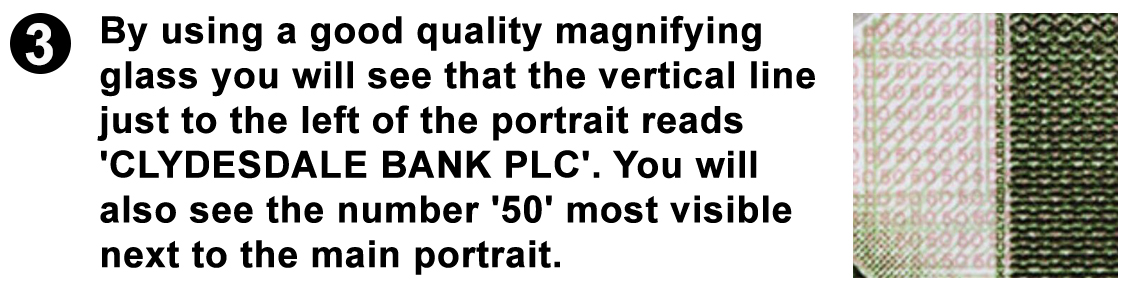 3 By using a good quality magnifying
glass you will see that the vertical line
just to the left of the portrait reads
'CLYDESDALE BANK PLC'. You will
also see the number '50' most visible
next to the main portrait.